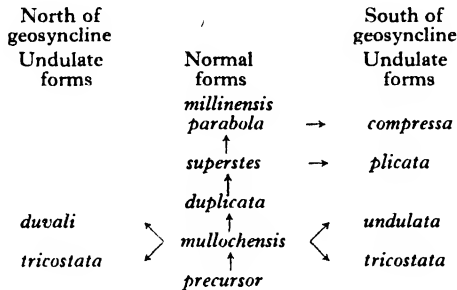 North of South of
geosyncline geosyncline
Undulate Normal Undulate
forms forms forms
millinensis
parabola → compressa
↑
superstes → plicata
↑
duplicata
duvali ↑ undulata
mullochensis
tricostata ↑ tricostata
precursor